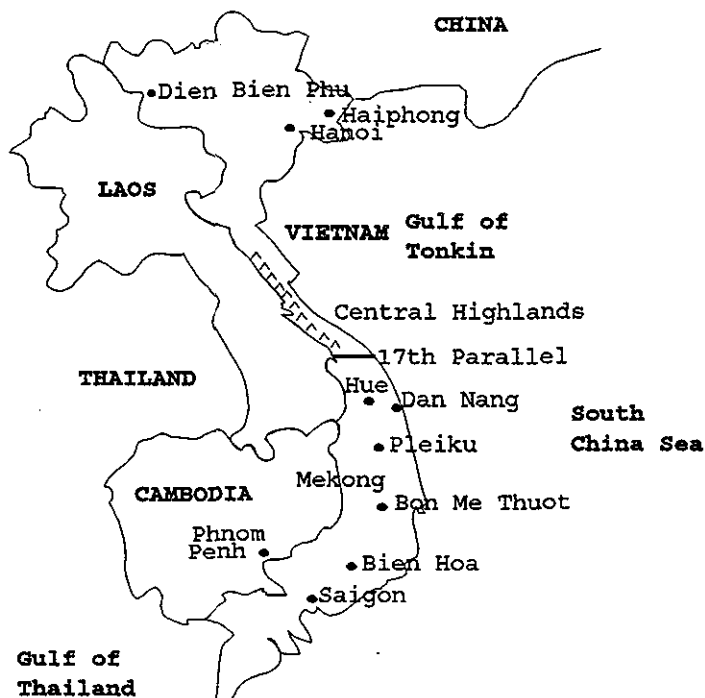 CHINA
Dien Bien Phu
Haiphong
Hanoi
LAOS
VIETNAM
Gulf of
Tonkin
Central Highlands
17th Parallel
THAILAND
Hue
Dan Nang
South
China Sea
Pleiku
Mekong
CAMBODIA
Bon Me Thuot
Phnom
Penh
Bien Hoa
Saigon
Gulf of
Thailand